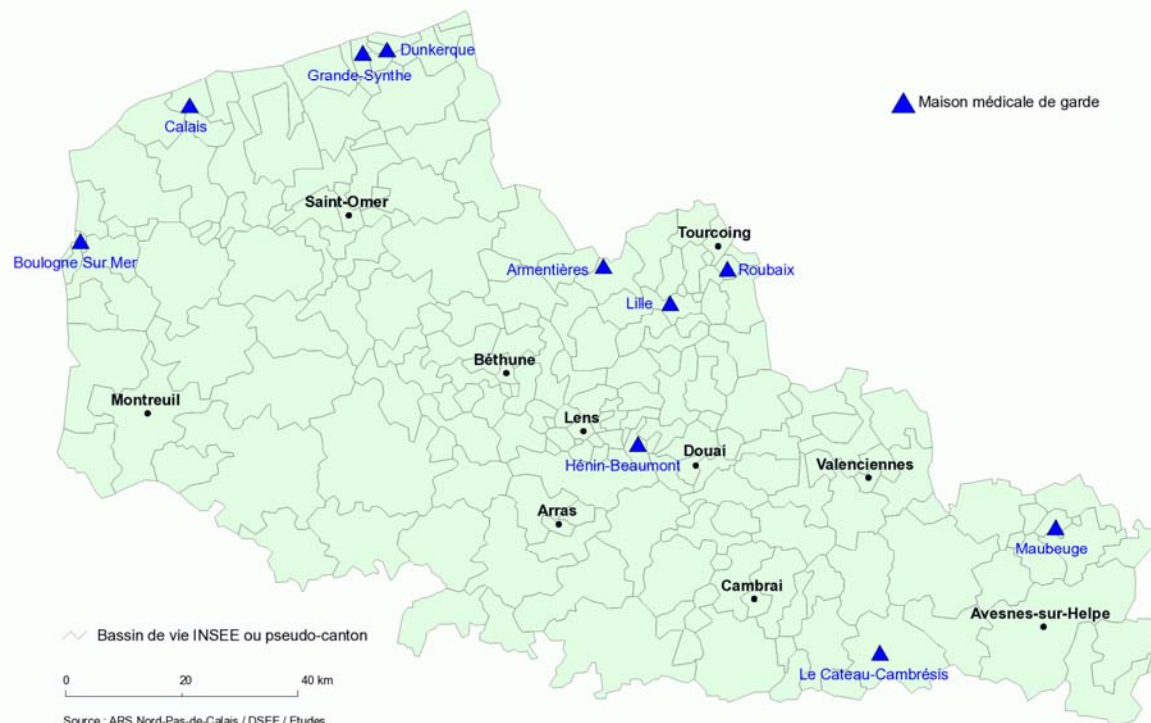 Dunkerque
Grande-Synthe
Maison médicale de garde
Calais
Saint-Omer
Tourcoing
Boulogne Sur Mer
Armentières
Roubaix
Lille
Béthune
Montreuil
Lens
Douai
Hénin-Beaumont
Valenciennes
Arras
Maubeuge
Cambrai
Avesnes-sur-Helpe
Bassin de vie INSEE ou pseudo-canton
Le Cateau-Cambrésis
0 20 40 km
Source : ARS Nord-Pas-de-Calais / DSEE / Etudes